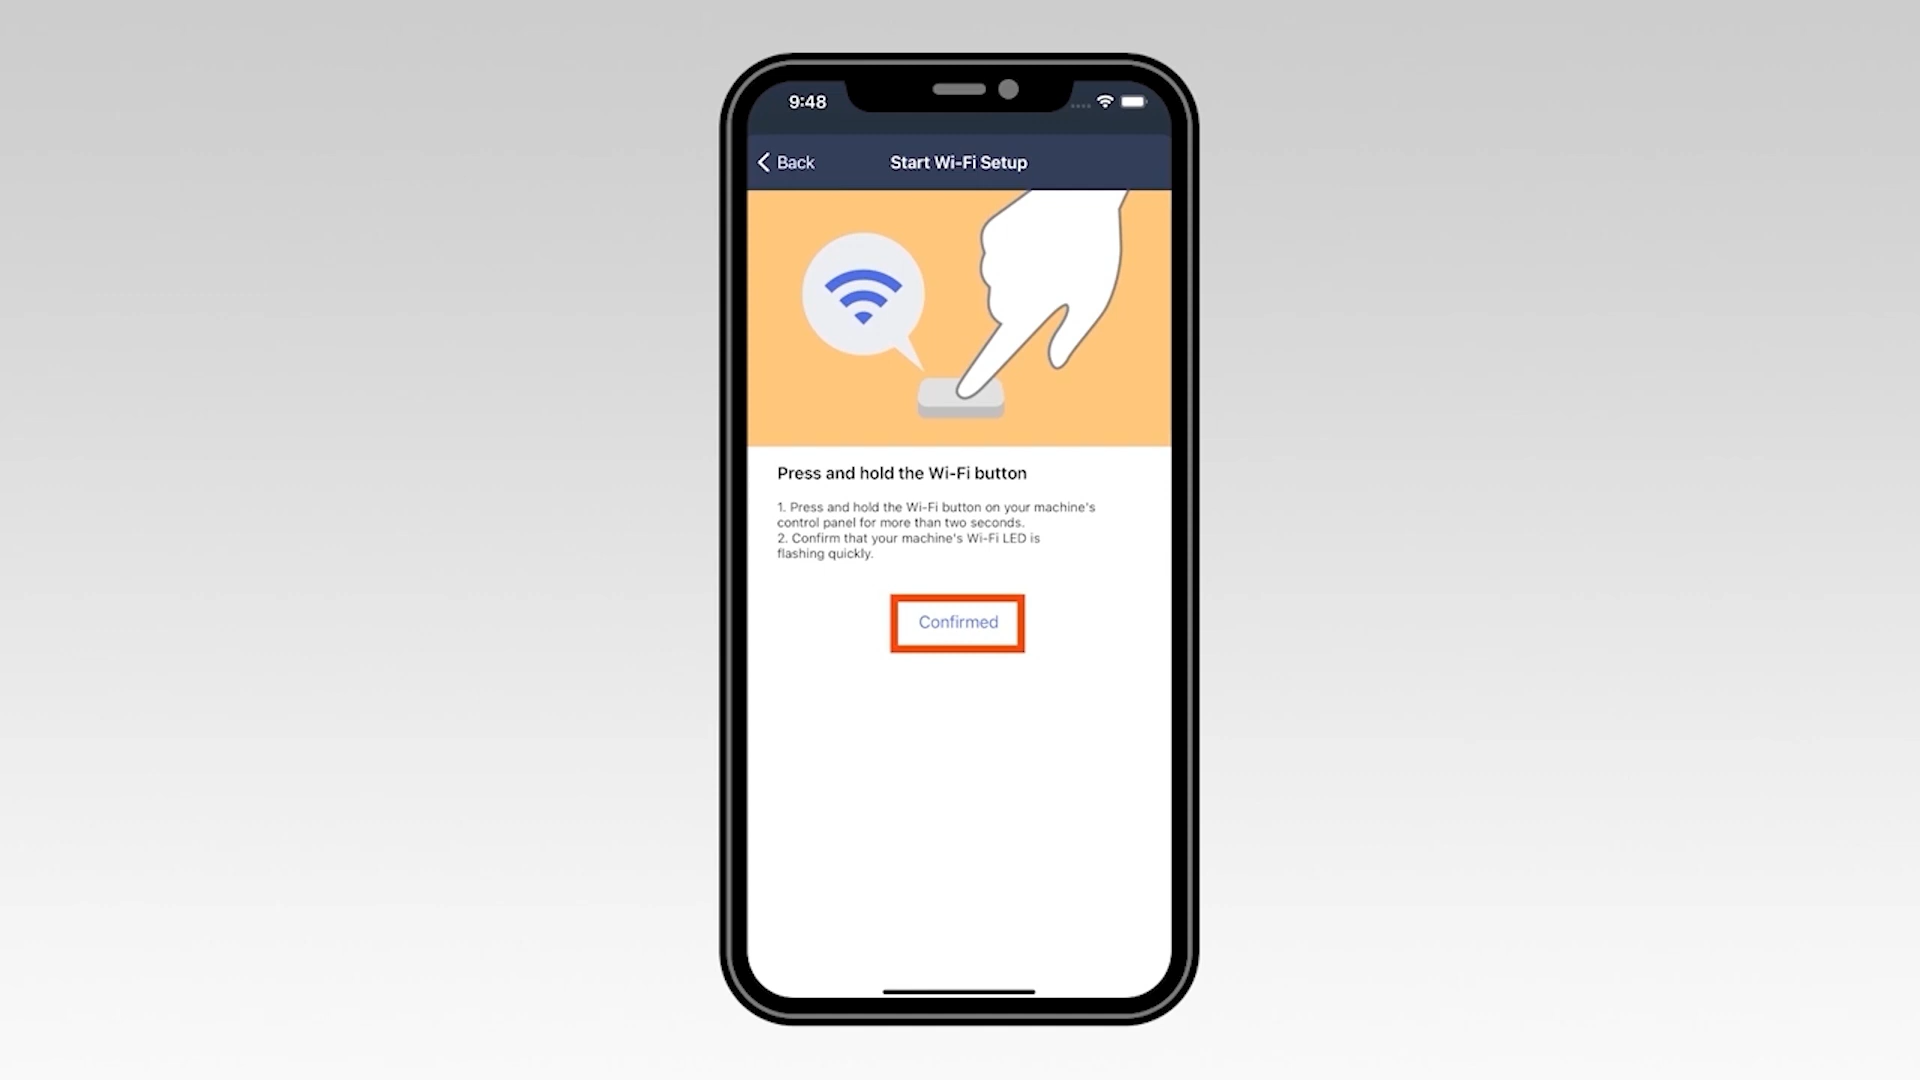 9:48
Back
Start Wi-Fi Setup
Press and hold the Wi-Fi button
1. Press and hold the Wi-Fi button on your machine's
control panel for more than two seconds.
2. Confirm that your machine's Wi-Fi LED is
flashing quickly.
Confirmed